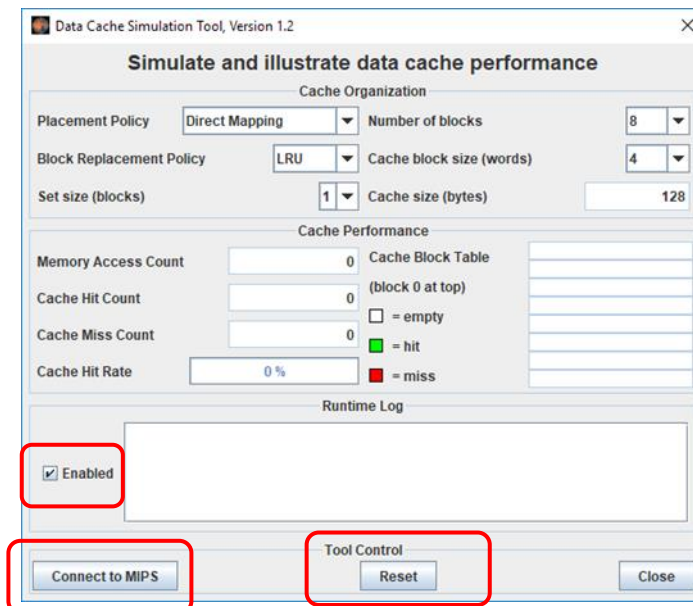 Data Cache Simulation Tool, Version 1.2
Simulate and illustrate data cache performance
Cache Organization
Placement Policy Direct Mapping Number of blocks 8
Block Replacement Policy LRU Cache block size (words) 4
Set size (blocks) 1 Cache size (bytes) 128
Cache Performance
Memory Access Count 0 Cache Block Table
(block 0 at top)
Cache Hit Count 0
= empty
Cache Miss Count 0
= hit
Cache Hit Rate 0 % = miss
Runtime Log
Enabled
Tool Control
Connect to MIPS Reset Close